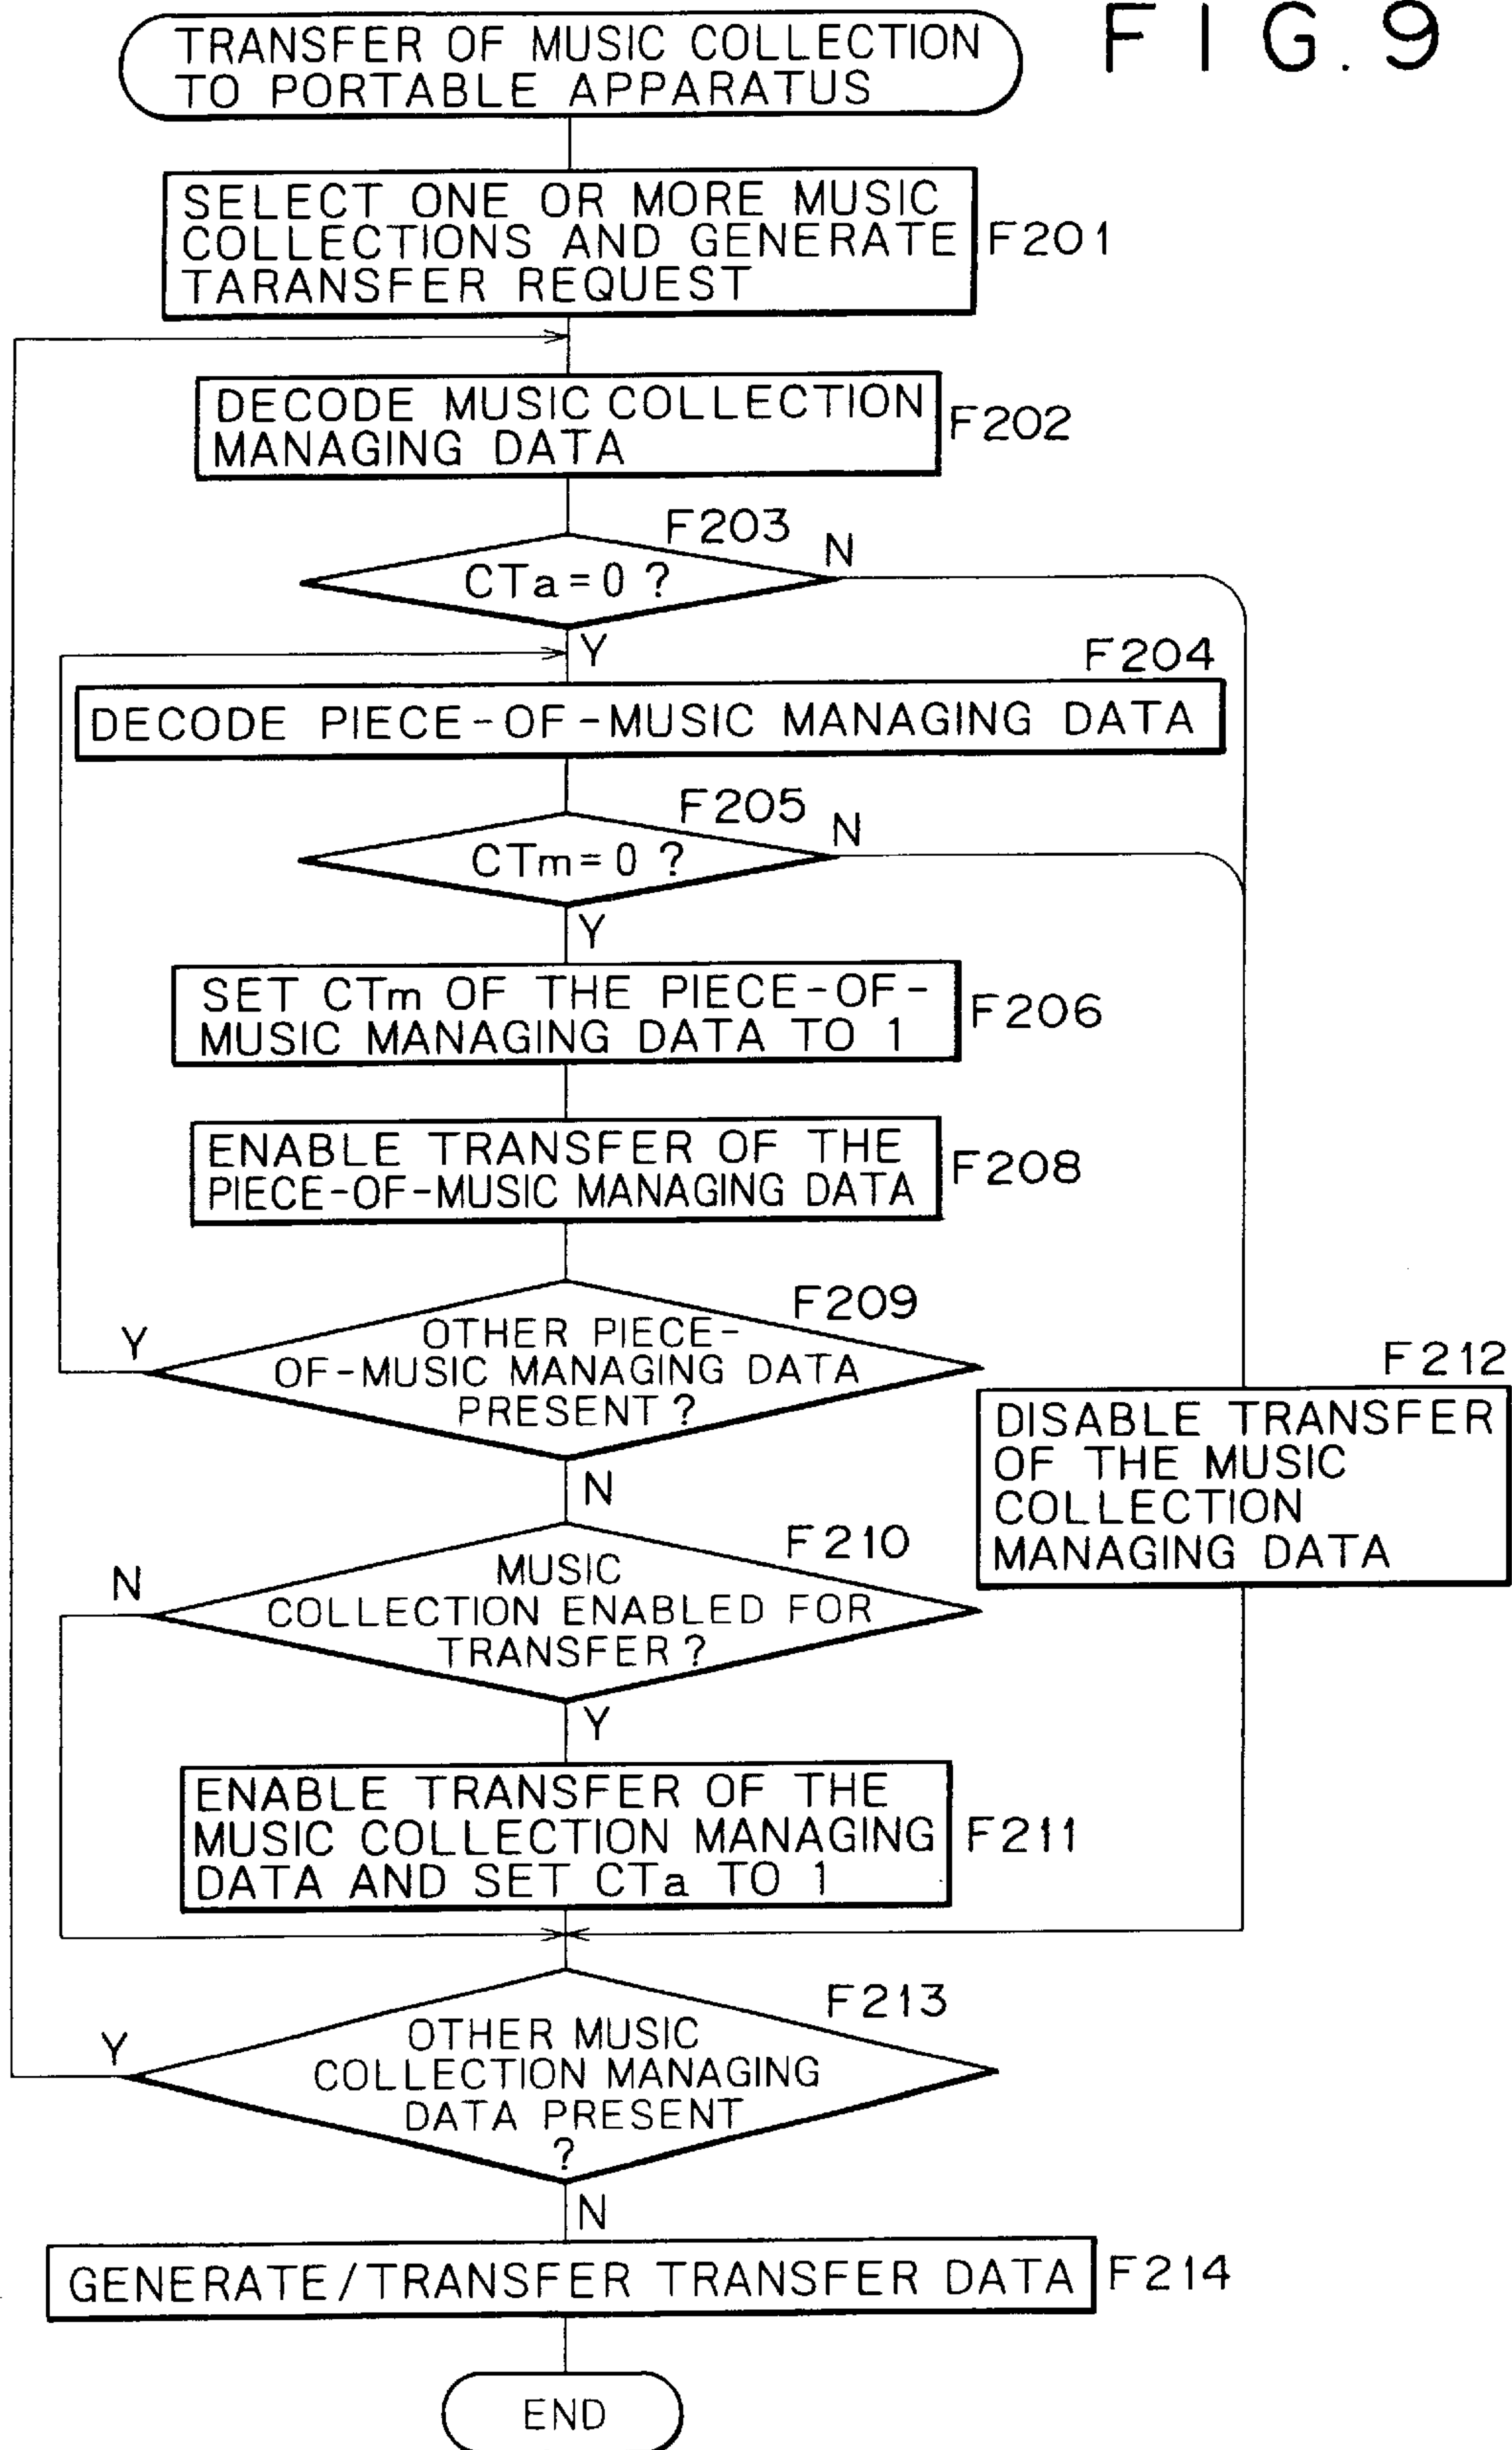 FIG.9
TRANSFER OF MUSIC COLLECTION
TO PORTABLE APPARATUS
SELECT ONE OR MORE MUSIC
COLLECTIONS AND GENERATE
TARANSFER REQUEST
F201
DECODE MUSIC COLLECTION
MANAGING DATA
F202
F203
CTa=0 ?
N
Y
F204
DECODE PIECE-OF-MUSIC MANAGING DATA
F205
CTm=0 ?
N
Y
SET CTm OF THE PIECE-OF-
MUSIC MANAGING DATA TO 1
F206
ENABLE TRANSFER OF THE
PIECE-OF-MUSIC MANAGING DATA
F208
F209
OTHER PIECE-
OF-MUSIC MANAGING DATA
PRESENT ?
Y
N
F212
DISABLE TRANSFER
OF THE MUSIC
COLLECTION
MANAGING DATA
F210
MUSIC
COLLECTION ENABLED FOR
TRANSFER ?
N
Y
ENABLE TRANSFER OF THE
MUSIC COLLECTION MANAGING
DATA AND SET CTa TO 1
F211
F213
OTHER MUSIC
COLLECTION MANAGING
DATA PRESENT
?
Y
N
GENERATE/TRANSFER TRANSFER DATA
F214
END